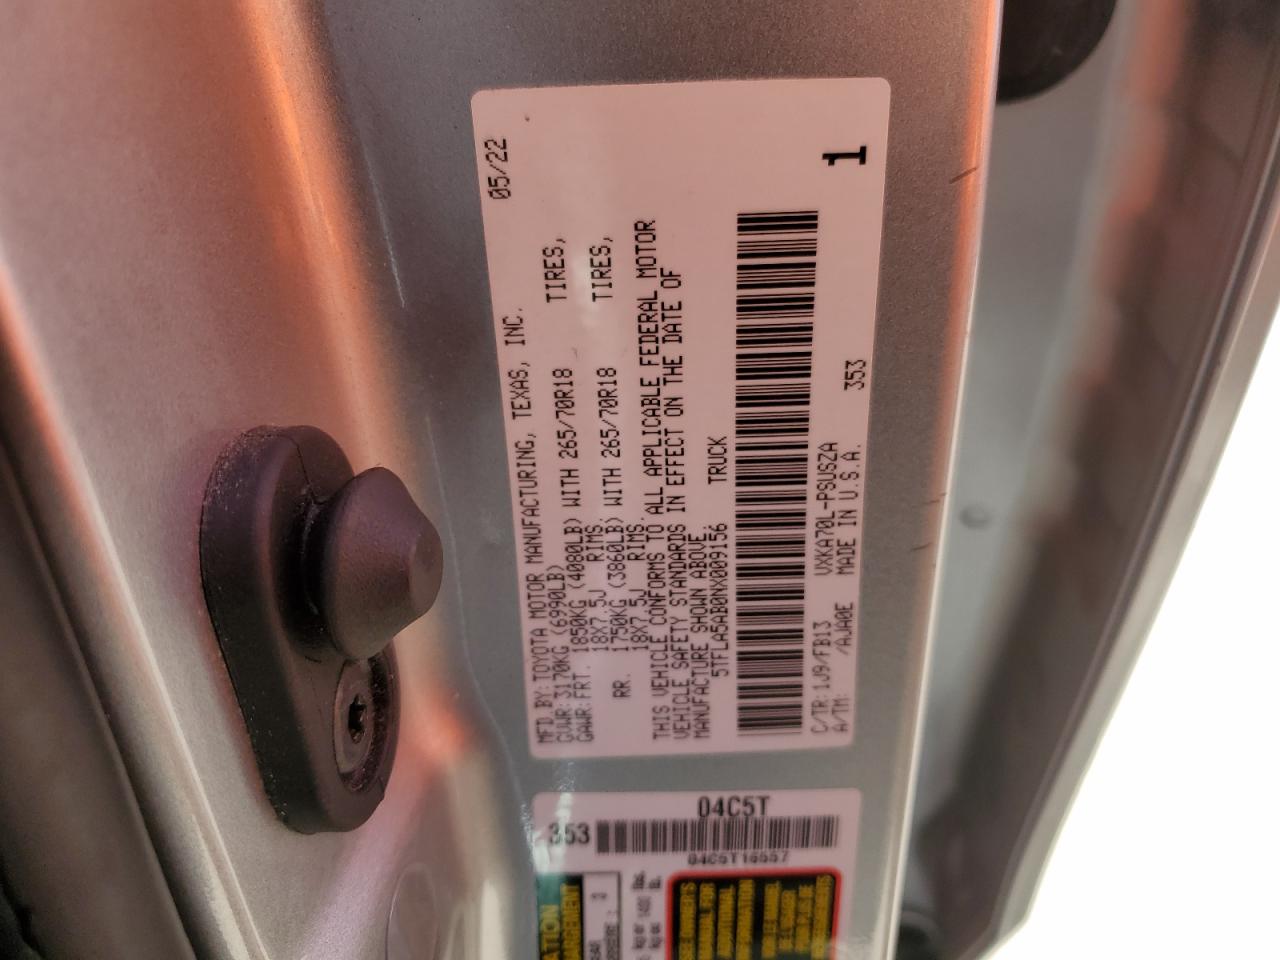 MFD.BY:TOYOTA MOTOR MANUFACTURING, TEXAS, INC. 05/22
GVWR:3170KG (6990LB)
GAWR:FRT. 1850KG (4080LB) WITH 265/70R18 TIRES,
18X7.5J RIMS.
RR. 1750KG (3860LB) WITH 265/70R18 TIRES,
18X7.5J RIMS.
THIS VEHICLE CONFORMS TO ALL APPLICABLE FEDERAL MOTOR
VEHICLE SAFETY STANDARDS IN EFFECT ON THE DATE OF
MANUFACTURE SHOWN ABOVE
5TFLA5AB0NX009156 TRUCK
C/TR:1J9/FB13 VXKA70L-PSUSZA 353 1
A/TM: /AJA0E MADE IN U.S.A.
04C5T
353
04C5T16557